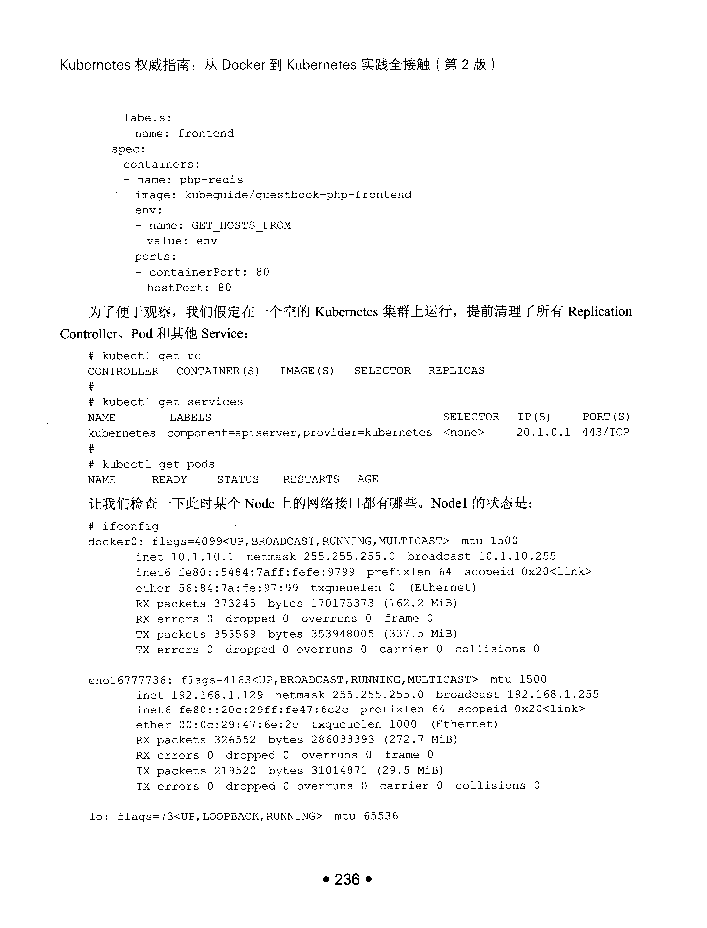 Kubernetes 权威指南：从 Docker 到 Kubernetes 实践全接触（第 2 版）
labels:
name: frontend
spec:
containers:
- name: php-redis
image: kubeguide/guestbook-php-frontend
env:
- name: GET_HOSTS_FROM
value: env
ports:
- containerPort: 80
hostPort: 80
为了便于观察，我们假定在一个空的 Kubernetes 集群上运行，提前清理了所有 Replication
Controller、Pod 和其他 Service：
# kubectl get rc
CONTROLLER CONTAINER(S) IMAGE(S) SELECTOR REPLICAS
#
# kubectl get services
NAME LABELS SELECTOR IP(S) PORT(S)
kubernetes component=apiserver,provider=kubernetes <none> 20.1.0.1 443/TCP
#
# kubectl get pods
NAME READY STATUS RESTARTS AGE
让我们检查一下此时某个 Node 上的网络接口都有哪些。Node1 的状态是：
# ifconfig
docker0: flags=4099<UP,BROADCAST,RUNNING,MULTICAST> mtu 1500
inet 10.1.10.1 netmask 255.255.255.0 broadcast 10.1.10.255
inet6 fe80::5484:7aff:fefe:9799 prefixlen 64 scopeid 0x20<link>
ether 56:84:7a:fe:97:99 txqueuelen 0 (Ethernet)
RX packets 373245 bytes 170175373 (162.2 MiB)
RX errors 0 dropped 0 overruns 0 frame 0
TX packets 353569 bytes 353948005 (337.5 MiB)
TX errors 0 dropped 0 overruns 0 carrier 0 collisions 0
eno16777736: flags=4163<UP,BROADCAST,RUNNING,MULTICAST> mtu 1500
inet 192.168.1.129 netmask 255.255.255.0 broadcast 192.168.1.255
inet6 fe80::20c:29ff:fe47:6e2c prefixlen 64 scopeid 0x20<link>
ether 00:0c:29:47:6e:2c txqueuelen 1000 (Ethernet)
RX packets 326552 bytes 286033393 (272.7 MiB)
RX errors 0 dropped 0 overruns 0 frame 0
TX packets 219520 bytes 31014871 (29.5 MiB)
TX errors 0 dropped 0 overruns 0 carrier 0 collisions 0
lo: flags=73<UP,LOOPBACK,RUNNING> mtu 65536
• 236 •